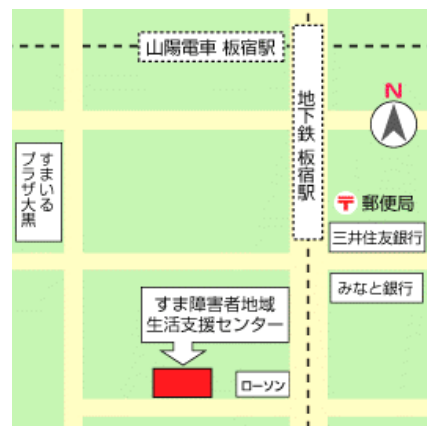 山陽電車 板宿駅
地下鉄 板宿駅
N
すまいる
プラザ大黒
〒 郵便局
三井住友銀行
みなと銀行
すま障害者地域
生活支援センター
ローソン